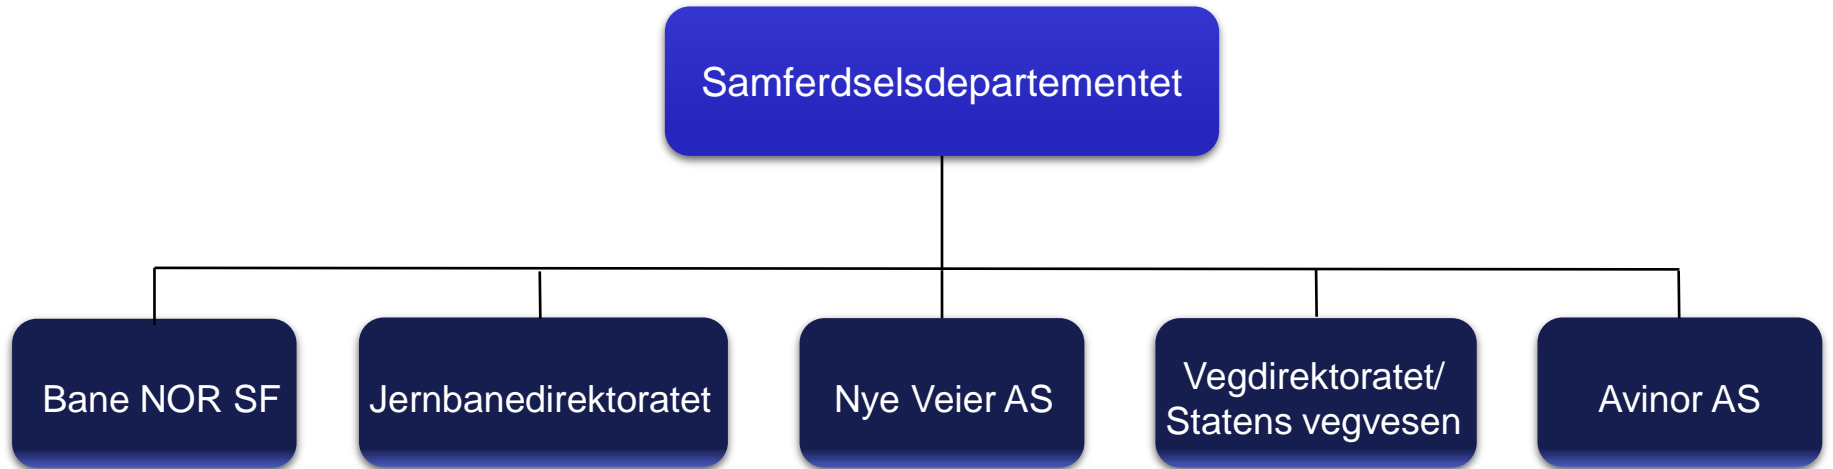 Samferdselsdepartementet
Bane NOR SF
Jernbanedirektoratet
Nye Veier AS
Vegdirektoratet/
Statens vegvesen
Avinor AS